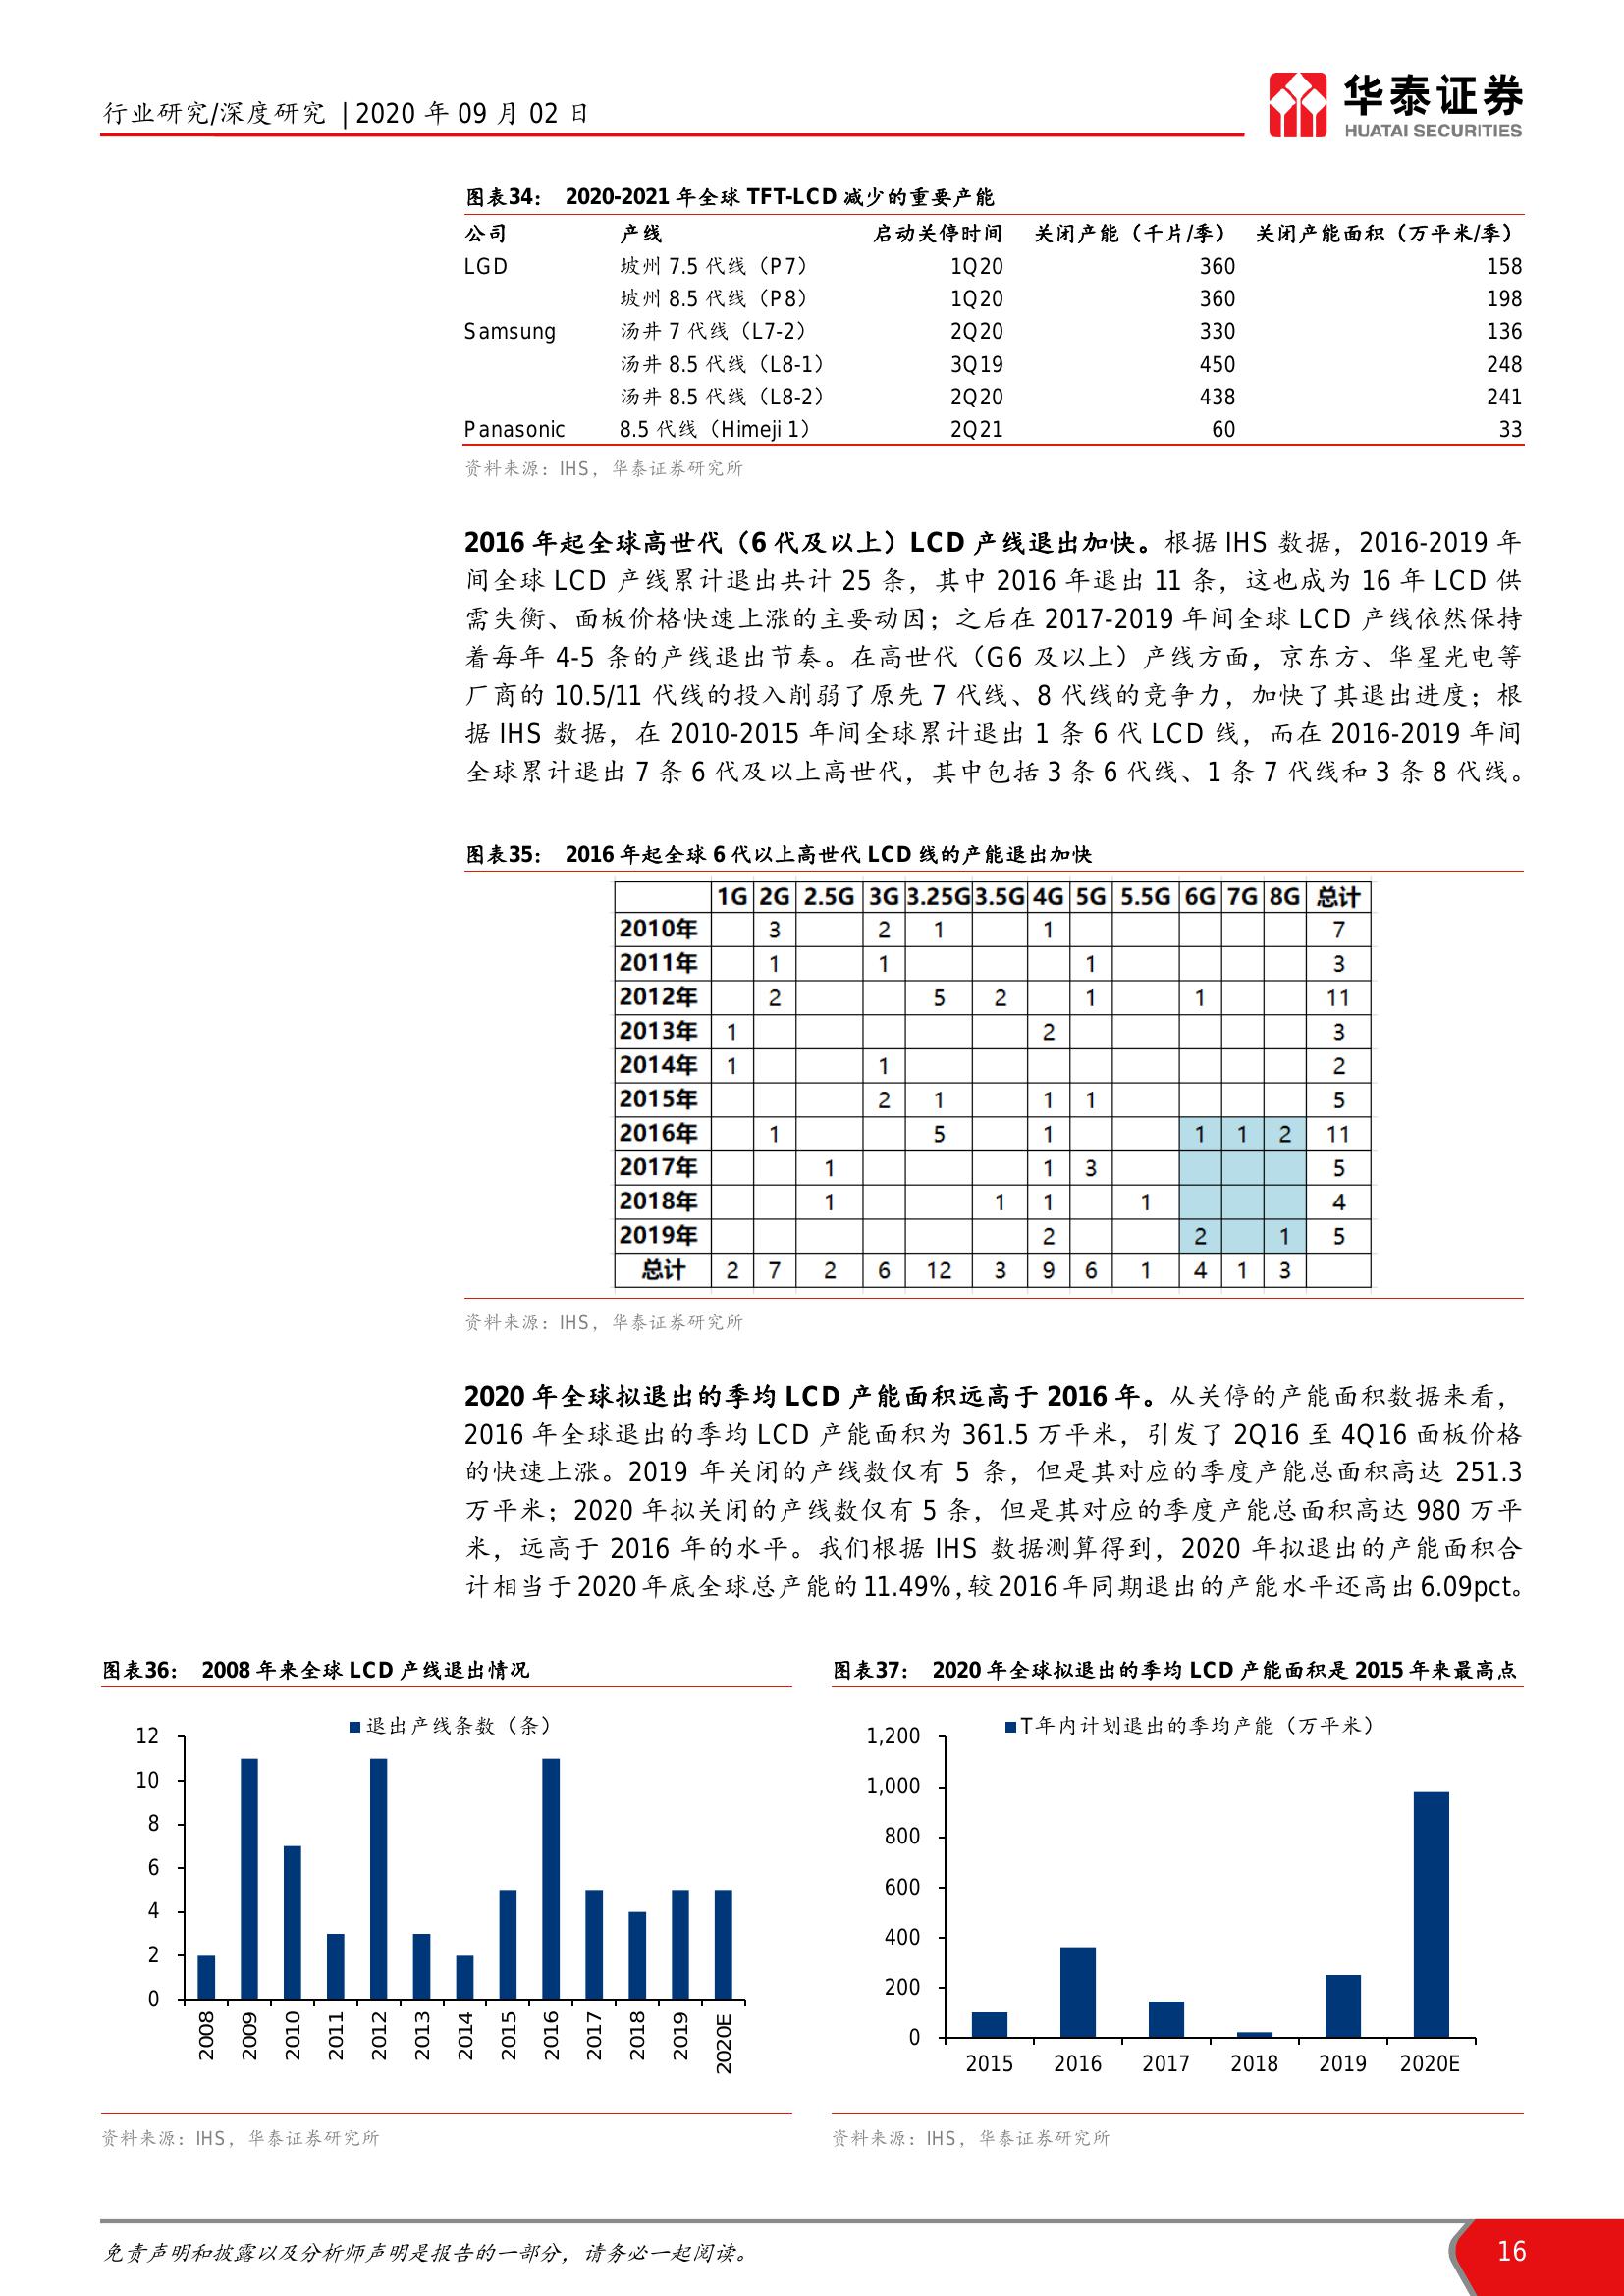 行业研究/深度研究 | 2020 年 09 月 02 日
华泰证券
HUATAI SECURITIES
图表34： 2020-2021 年全球 TFT-LCD 减少的重要产能
公司 产线 启动关停时间 关闭产能（千片/季） 关闭产能面积（万平米/季）
LGD 坡州 7.5 代线（P7） 1Q20 360 158
坡州 8.5 代线（P8） 1Q20 360 198
Samsung 汤井 7 代线（L7-2） 2Q20 330 136
汤井 8.5 代线（L8-1） 3Q19 450 248
汤井 8.5 代线（L8-2） 2Q20 438 241
Panasonic 8.5 代线（Himeji 1） 2Q21 60 33
资料来源：IHS，华泰证券研究所
2016 年起全球高世代（6 代及以上）LCD 产线退出加快。根据 IHS 数据，2016-2019 年
间全球 LCD 产线累计退出共计 25 条，其中 2016 年退出 11 条，这也成为 16 年 LCD 供
需失衡、面板价格快速上涨的主要动因；之后在 2017-2019 年间全球 LCD 产线依然保持
着每年 4-5 条的产线退出节奏。在高世代（G6 及以上）产线方面，京东方、华星光电等
厂商的 10.5/11 代线的投入削弱了原先 7 代线、8 代线的竞争力，加快了其退出进度；根
据 IHS 数据，在 2010-2015 年间全球累计退出 1 条 6 代 LCD 线，而在 2016-2019 年间
全球累计退出 7 条 6 代及以上高世代，其中包括 3 条 6 代线、1 条 7 代线和 3 条 8 代线。
图表35： 2016 年起全球 6 代以上高世代 LCD 线的产能退出加快
1G 2G 2.5G 3G 3.25G 3.5G 4G 5G 5.5G 6G 7G 8G 总计
2010年 3 2 1 1 7
2011年 1 1 1 3
2012年 2 5 2 1 1 11
2013年 1 2 3
2014年 1 1 2
2015年 2 1 1 1 5
2016年 1 5 1 1 1 2 11
2017年 1 1 3 5
2018年 1 1 1 1 4
2019年 2 2 1 5
总计 2 7 2 6 12 3 9 6 1 4 1 3
资料来源：IHS，华泰证券研究所
2020 年全球拟退出的季均 LCD 产能面积远高于 2016 年。从关停的产能面积数据来看，
2016 年全球退出的季均 LCD 产能面积为 361.5 万平米，引发了 2Q16 至 4Q16 面板价格
的快速上涨。2019 年关闭的产线数仅有 5 条，但是其对应的季度产能总面积高达 251.3
万平米；2020 年拟关闭的产线数仅有 5 条，但是其对应的季度产能总面积高达 980 万平
米，远高于 2016 年的水平。我们根据 IHS 数据测算得到，2020 年拟退出的产能面积合
计相当于 2020 年底全球总产能的 11.49%，较 2016 年同期退出的产能水平还高出 6.09pct。
图表36： 2008 年来全球 LCD 产线退出情况
退出产线条数（条）
12
10
8
6
4
2
0
2008 2009 2010 2011 2012 2013 2014 2015 2016 2017 2018 2019 2020E
资料来源：IHS，华泰证券研究所
图表37： 2020 年全球拟退出的季均 LCD 产能面积是 2015 年来最高点
T年内计划退出的季均产能（万平米）
1,200
1,000
800
600
400
200
0
2015 2016 2017 2018 2019 2020E
资料来源：IHS，华泰证券研究所
免责声明和披露以及分析师声明是报告的一部分，请务必一起阅读。
16